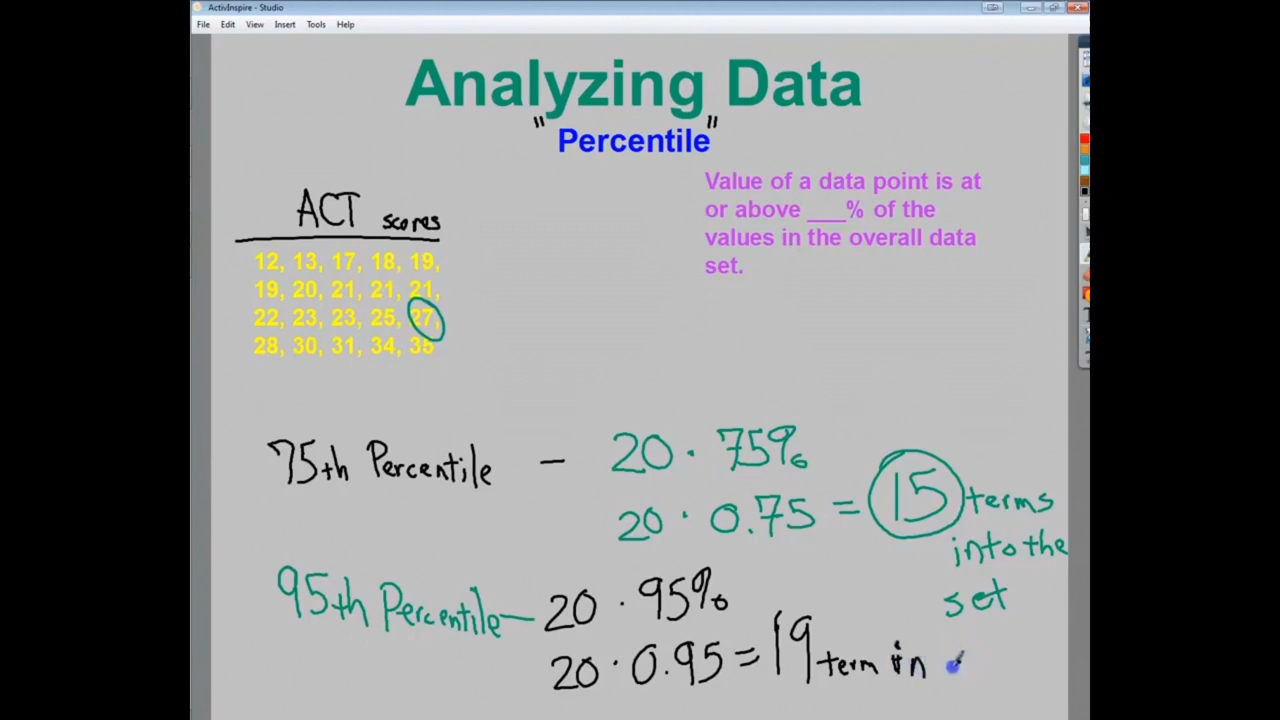 ActivInspire - Studio
File Edit View Insert Tools Help
Analyzing Data
"Percentile"
Value of a data point is at
or above ___% of the
values in the overall data
set.
ACT scores
12, 13, 17, 18, 19,
19, 20, 21, 21, 21,
22, 23, 23, 25, 27,
28, 30, 31, 34, 35
75th Percentile - 20 · 75%
20 · 0.75 = 15 terms
into the
set
95th Percentile - 20 · 95%
20 · 0.95 = 19 term in